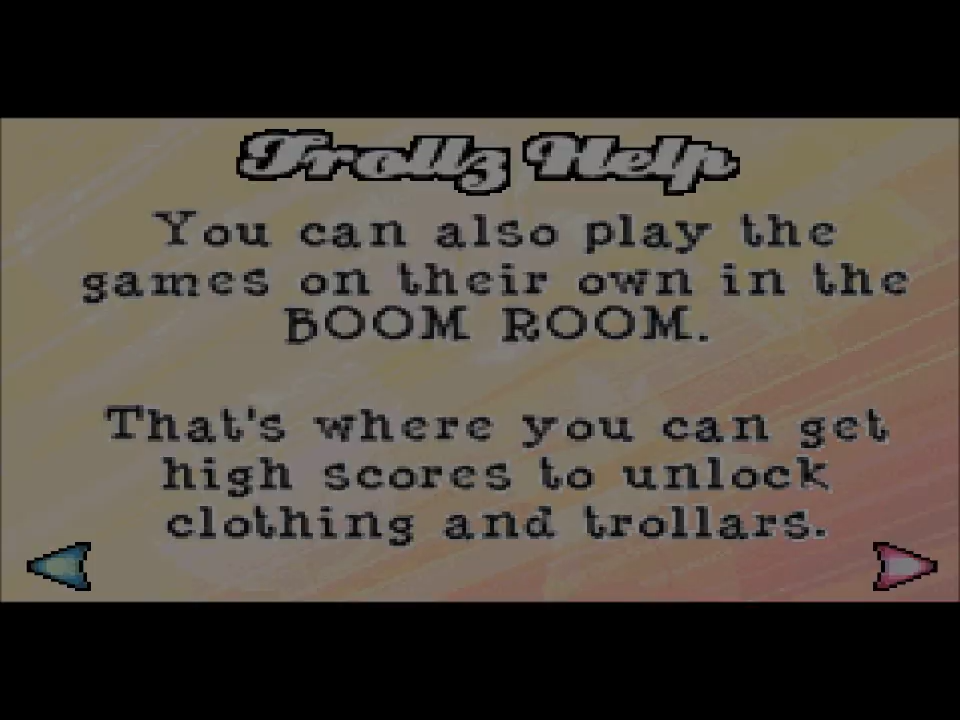 Trollz Help
You can also play the
games on their own in the
BOOM ROOM.
That's where you can get
high scores to unlock
clothing and trollars.